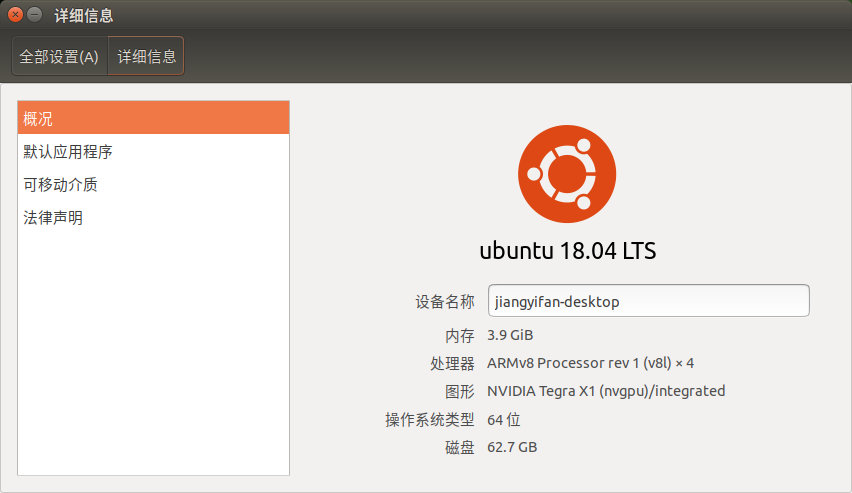 详细信息
全部设置(A) 详细信息
概况
默认应用程序
可移动介质
法律声明
ubuntu 18.04 LTS
设备名称 jiangyifan-desktop
内存 3.9 GiB
处理器 ARMv8 Processor rev 1 (v8l) × 4
图形 NVIDIA Tegra X1 (nvgpu)/integrated
操作系统类型 64 位
磁盘 62.7 GB